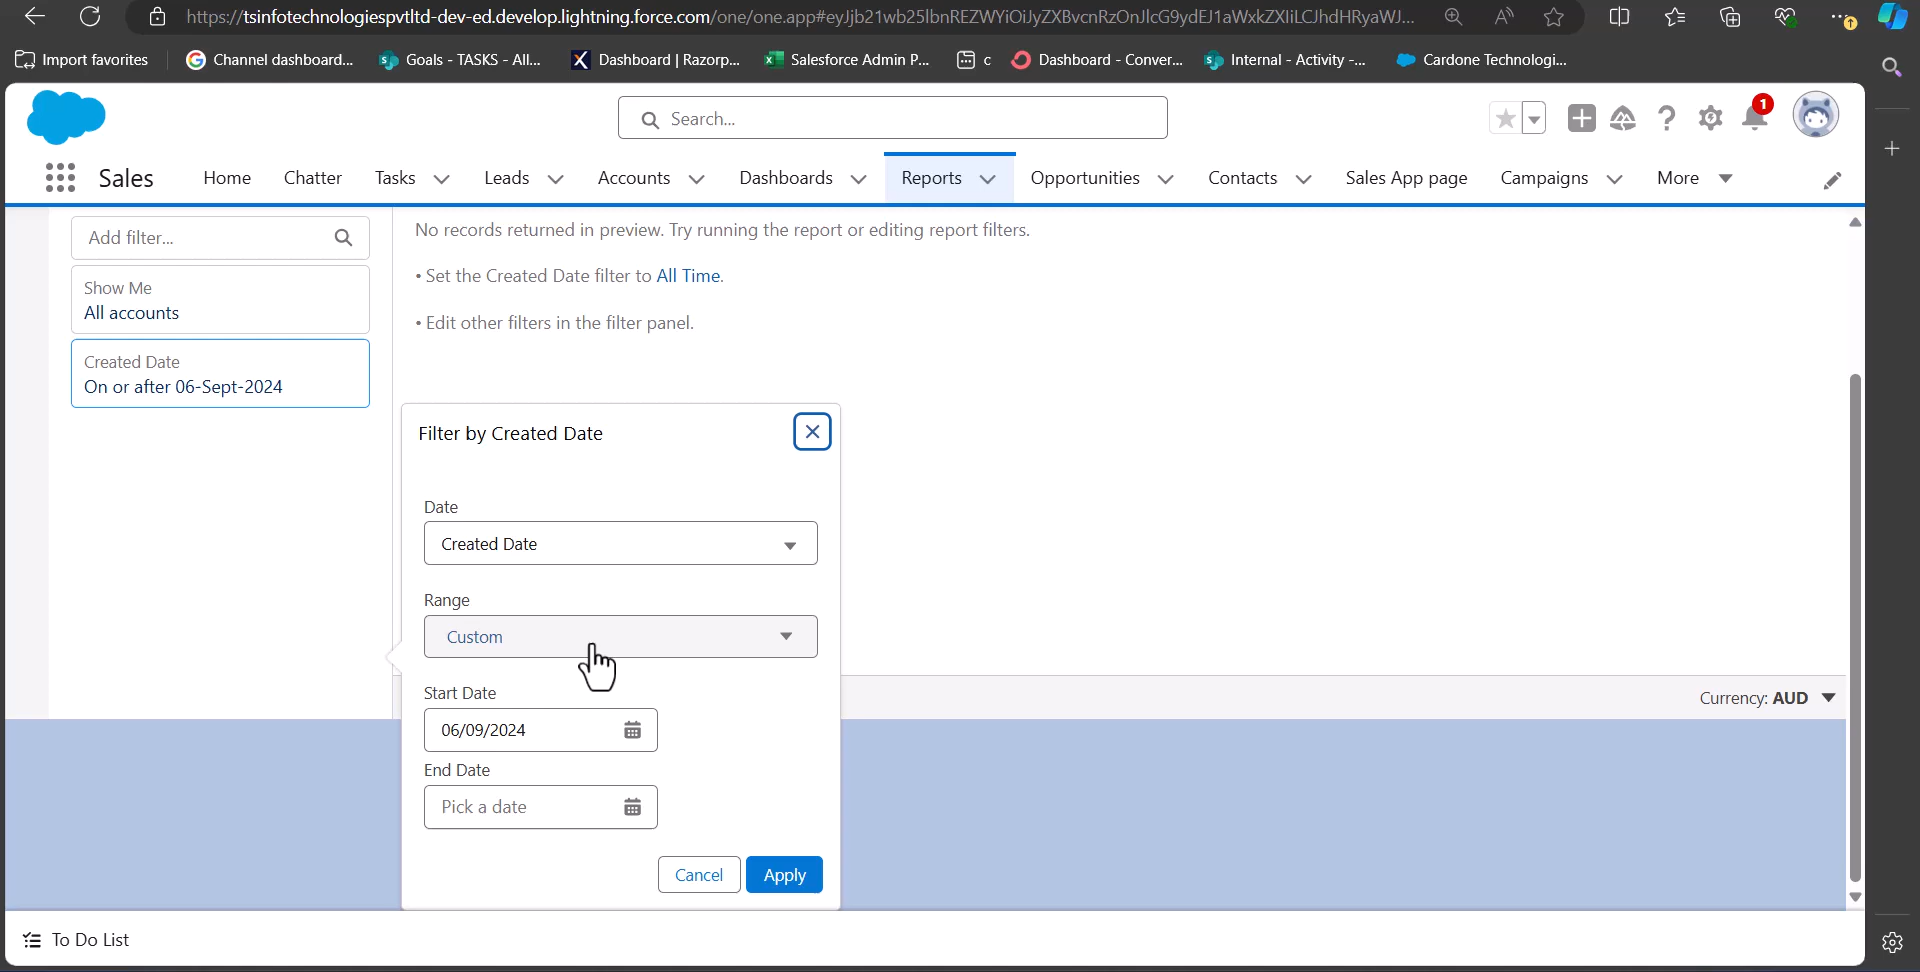 https://tsinfotechnologiespvtltd-dev-ed.develop.lightning.force.com/one/one.app#eyJjb21wb25lbnREZWYiOiJyZXBvcnRzOnJlcG9ydEJ1aWxkZXIiLCJhdHRyaWJ...
Import favorites
Channel dashboard...
Goals - TASKS - All...
Dashboard | Razorp...
Salesforce Admin P...
c
Dashboard - Conver...
Internal - Activity -...
Cardone Technologi...
Search...
1
Sales
Home
Chatter
Tasks
Leads
Accounts
Dashboards
Reports
Opportunities
Contacts
Sales App page
Campaigns
More
Add filter...
Show Me
All accounts
Created Date
On or after 06-Sept-2024
No records returned in preview. Try running the report or editing report filters.
• Set the Created Date filter to All Time.
• Edit other filters in the filter panel.
Filter by Created Date
Date
Created Date
Range
Custom
Start Date
06/09/2024
End Date
Pick a date
Cancel
Apply
Currency: AUD
To Do List